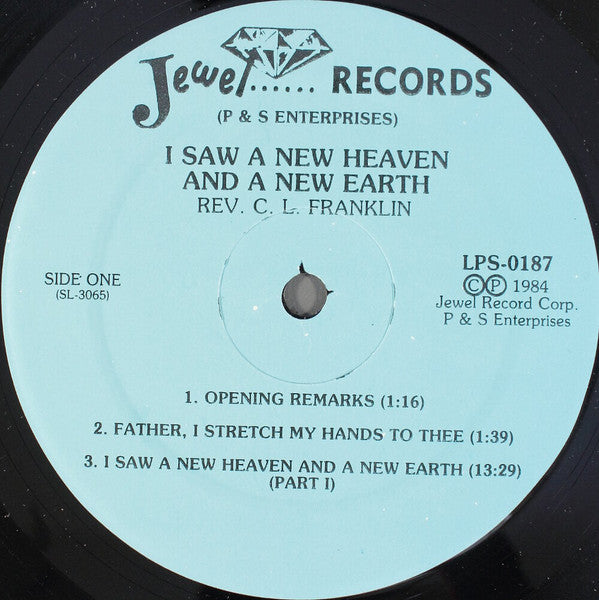 Jewel...... RECORDS
(P & S ENTERPRISES)
I SAW A NEW HEAVEN
AND A NEW EARTH
REV. C. L. FRANKLIN
SIDE ONE
(SL-3065)
LPS-0187
©Ⓟ 1984
Jewel Record Corp.
P & S Enterprises
1. OPENING REMARKS (1:16)
2. FATHER, I STRETCH MY HANDS TO THEE (1:39)
3. I SAW A NEW HEAVEN AND A NEW EARTH (13:29)
(PART I)